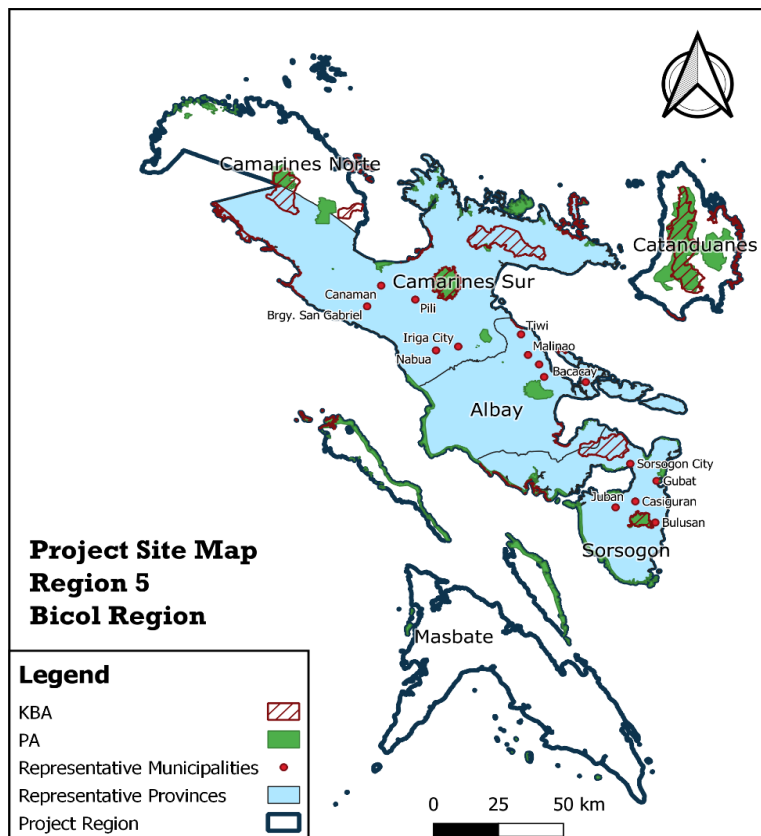 Camarines Norte
Catanduanes
Camarines Sur
Canaman
Brgy. San Gabriel
Pili
Iriga City
Tiwi
Nabua
Malinao
Bacacay
Albay
Sorsogon City
Gubat
Juban
Casiguran
Bulusan
Sorsogon
Project Site Map
Region 5
Bicol Region
Masbate
Legend
KBA
PA
Representative Municipalities
Representative Provinces
Project Region
0 25 50 km